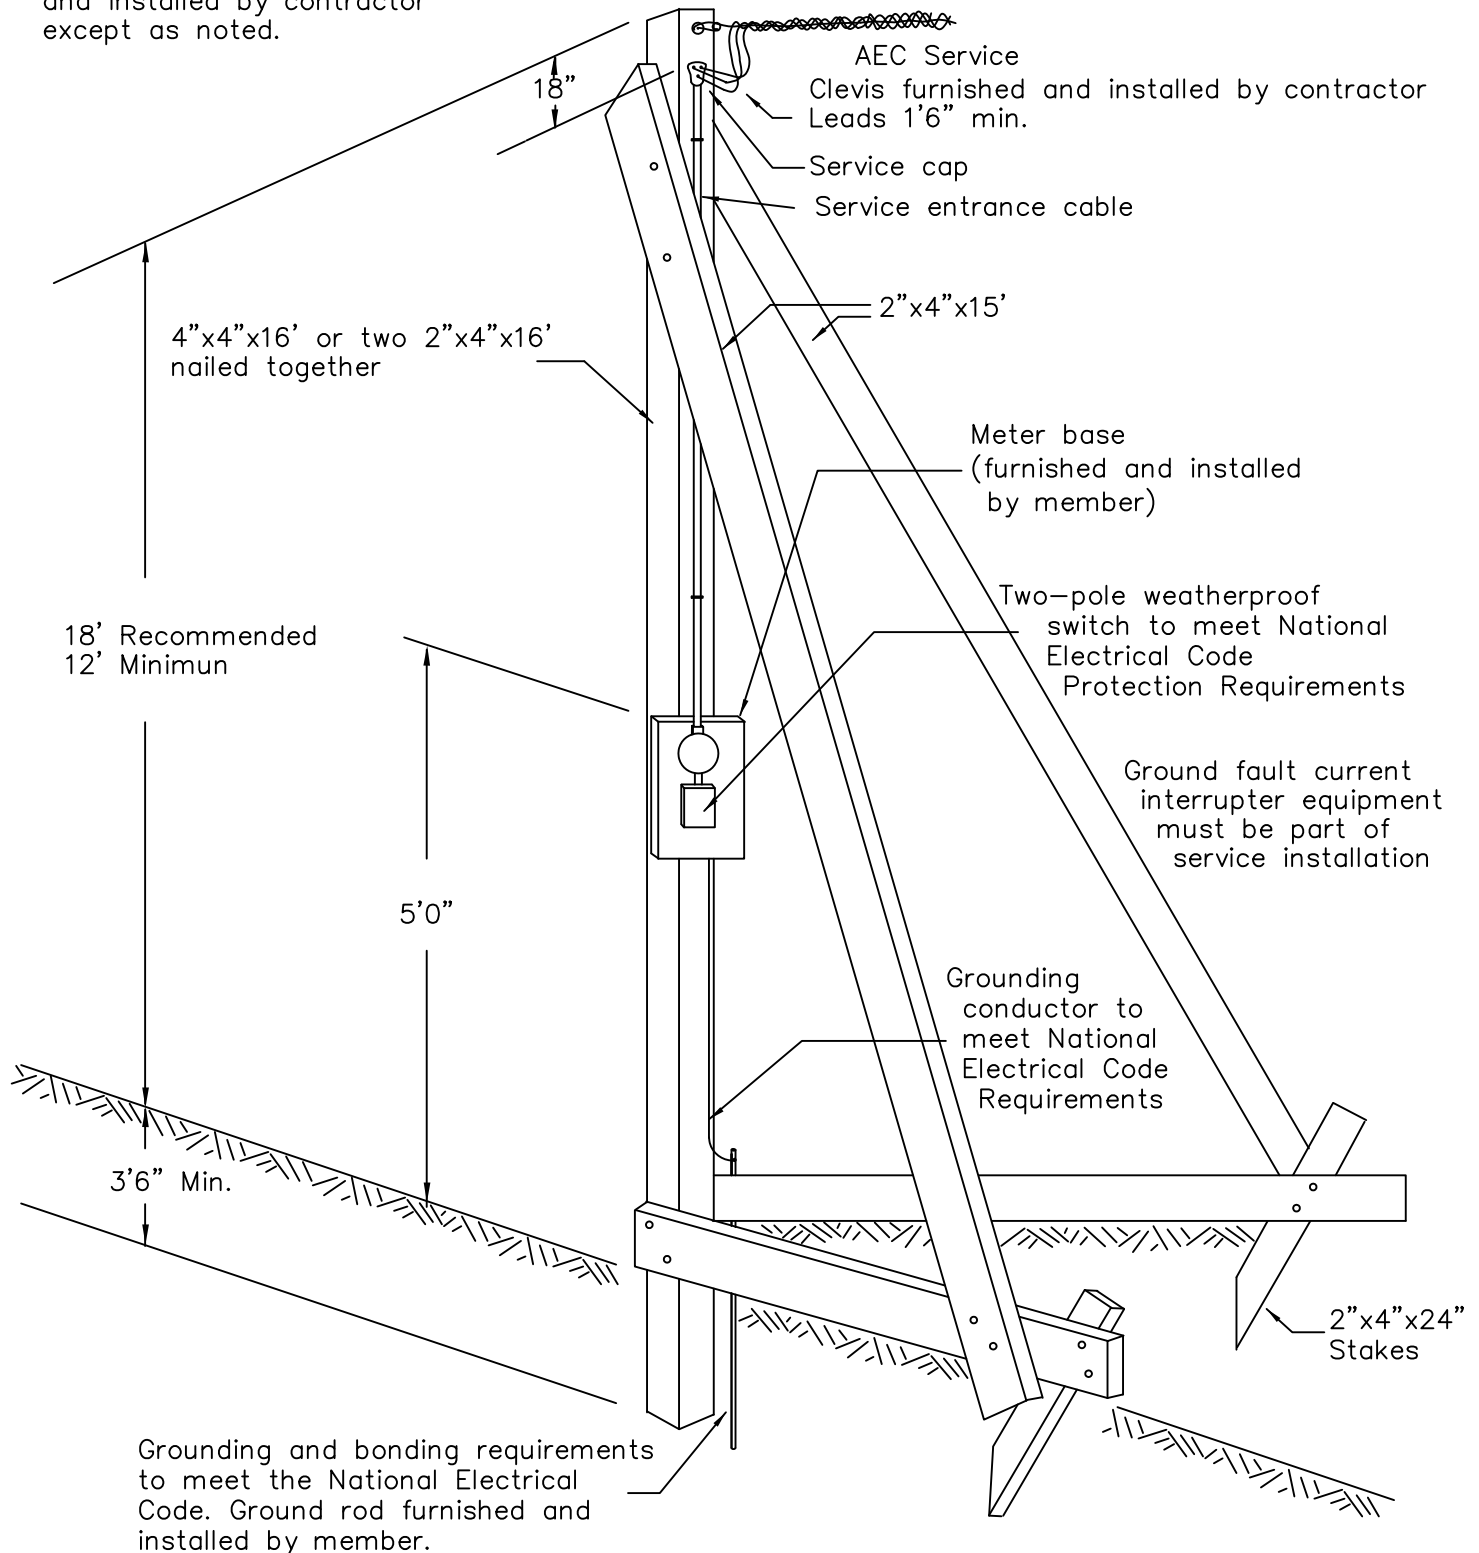 and installed by contractor
except as noted.
18"
AEC Service
Clevis furnished and installed by contractor
Leads 1'6" min.
Service cap
Service entrance cable
2"x4"x15'
4"x4"x16' or two 2"x4"x16'
nailed together
Meter base
(furnished and installed
by member)
Two-pole weatherproof
switch to meet National
Electrical Code
Protection Requirements
18' Recommended
12' Minimun
Ground fault current
interrupter equipment
must be part of
service installation
5'0"
Grounding
conductor to
meet National
Electrical Code
Requirements
3'6" Min.
2"x4"x24"
Stakes
Grounding and bonding requirements
to meet the National Electrical
Code. Ground rod furnished and
installed by member.